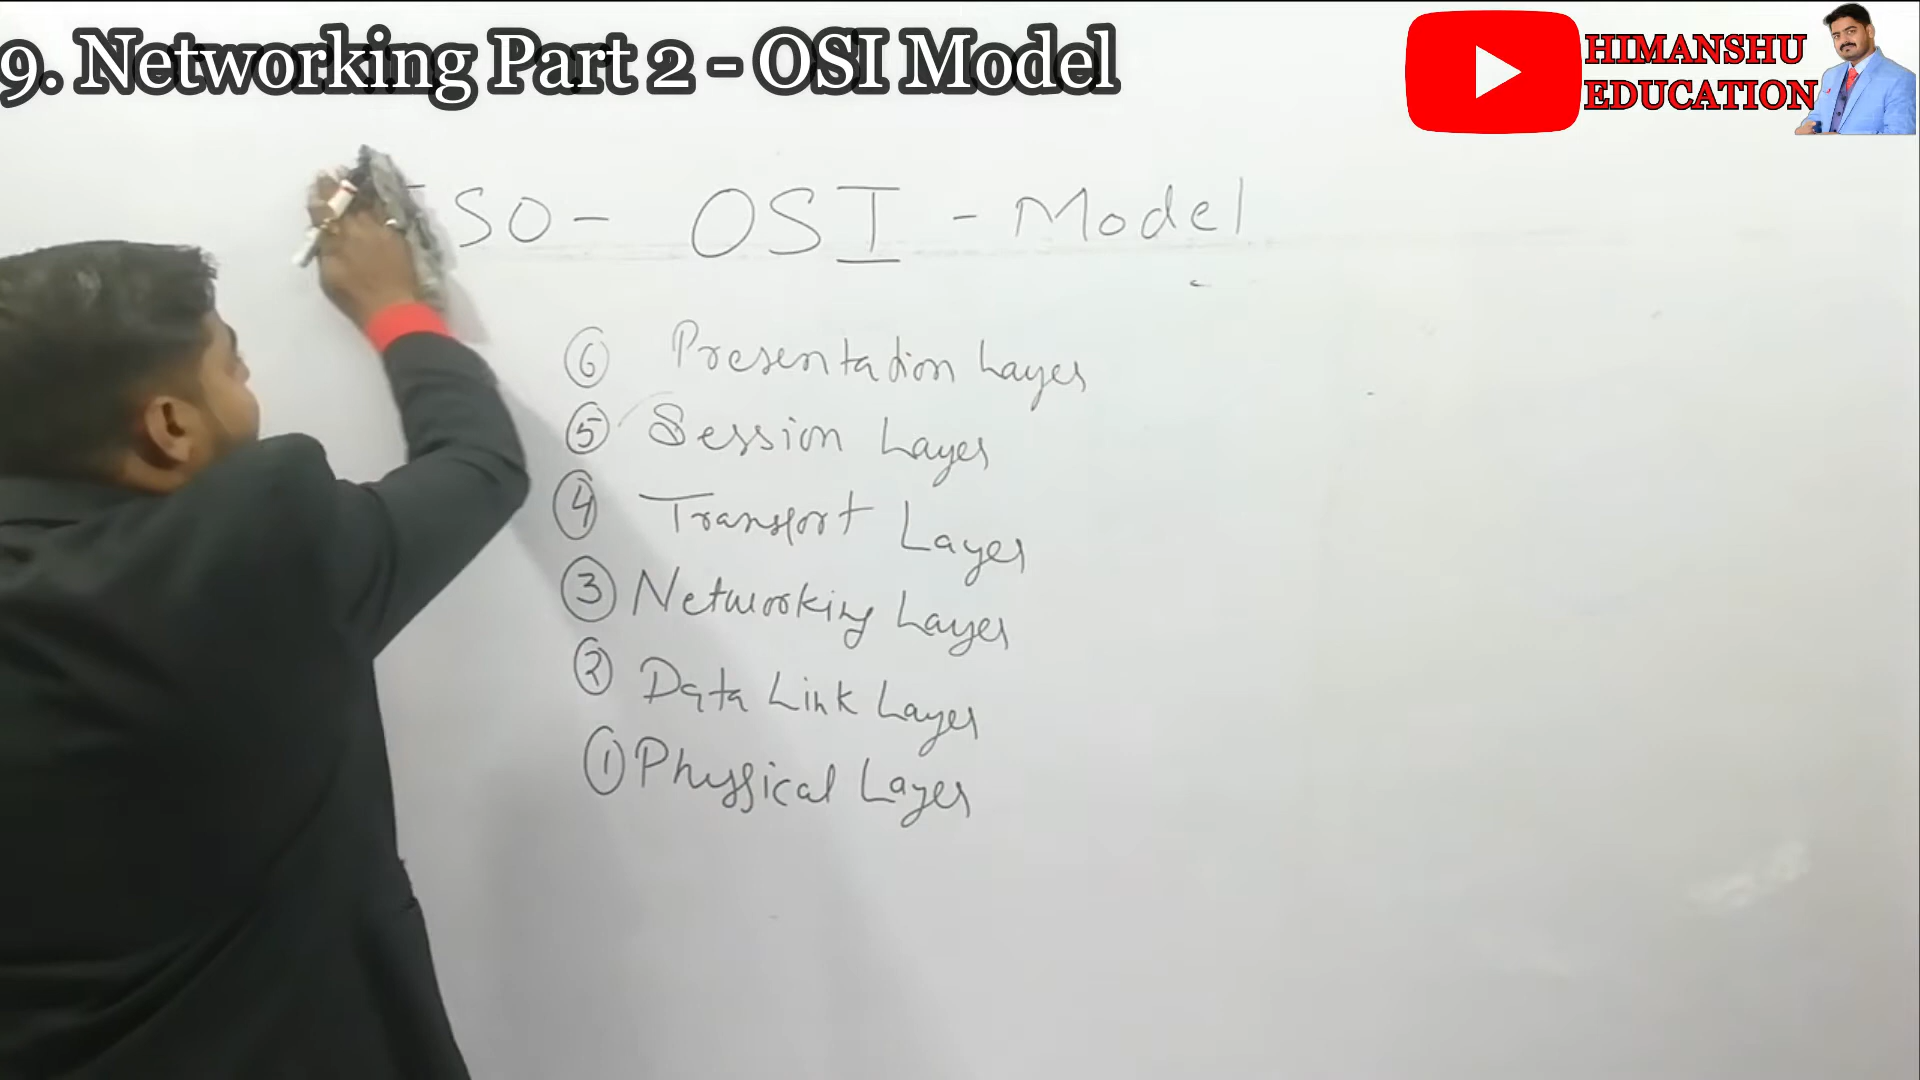 9. Networking Part 2 - OSI Model
HIMANSHU
EDUCATION
ISO - OSI - Model
6 Presentation Layer
5 Session Layer
4 Transport Layer
3 Networking Layer
2 Data Link Layer
1 Physical Layer